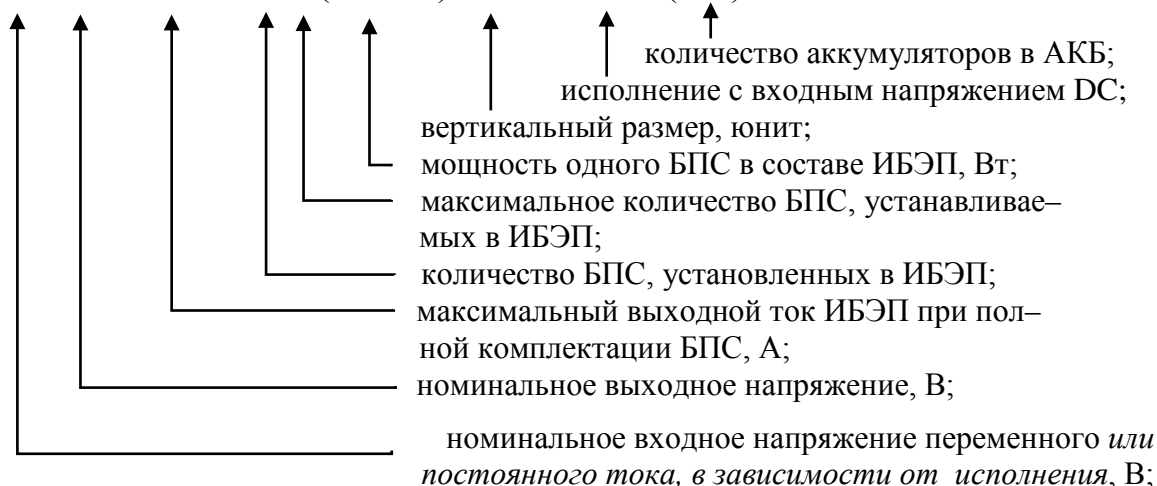 количество аккумуляторов в АКБ;
исполнение с входным напряжением DC;
вертикальный размер, юнит;
мощность одного БПС в составе ИБЭП, Вт;
максимальное количество БПС, устанавливае–
мых в ИБЭП;
количество БПС, установленных в ИБЭП;
максимальный выходной ток ИБЭП при пол–
ной комплектации БПС, А;
номинальное выходное напряжение, В;
номинальное входное напряжение переменного или
постоянного тока, в зависимости от исполнения, В;